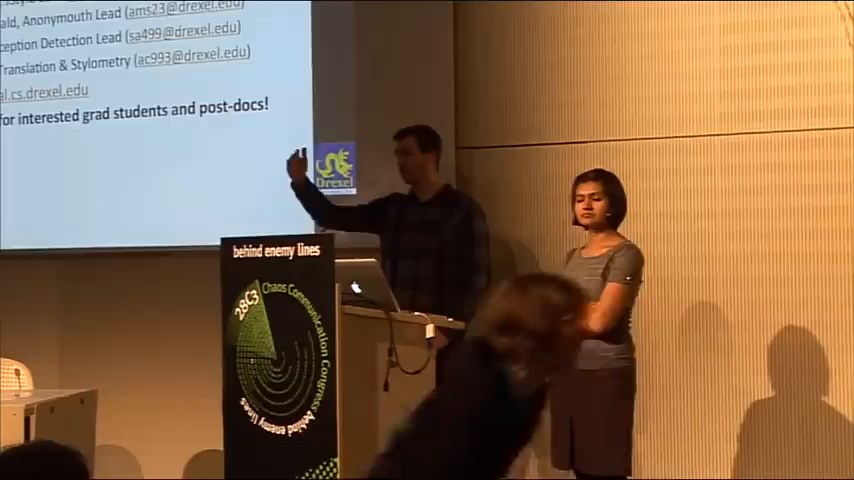 ald, Anonymouth Lead (ams23@drexel.edu)
ception Detection Lead (sa499@drexel.edu)
Translation & Stylometry (ac993@drexel.edu)
al.cs.drexel.edu
for interested grad students and post-docs!
Drexel
behind enemy lines
28C3
Chaos Communication Congress
behind enemy lines